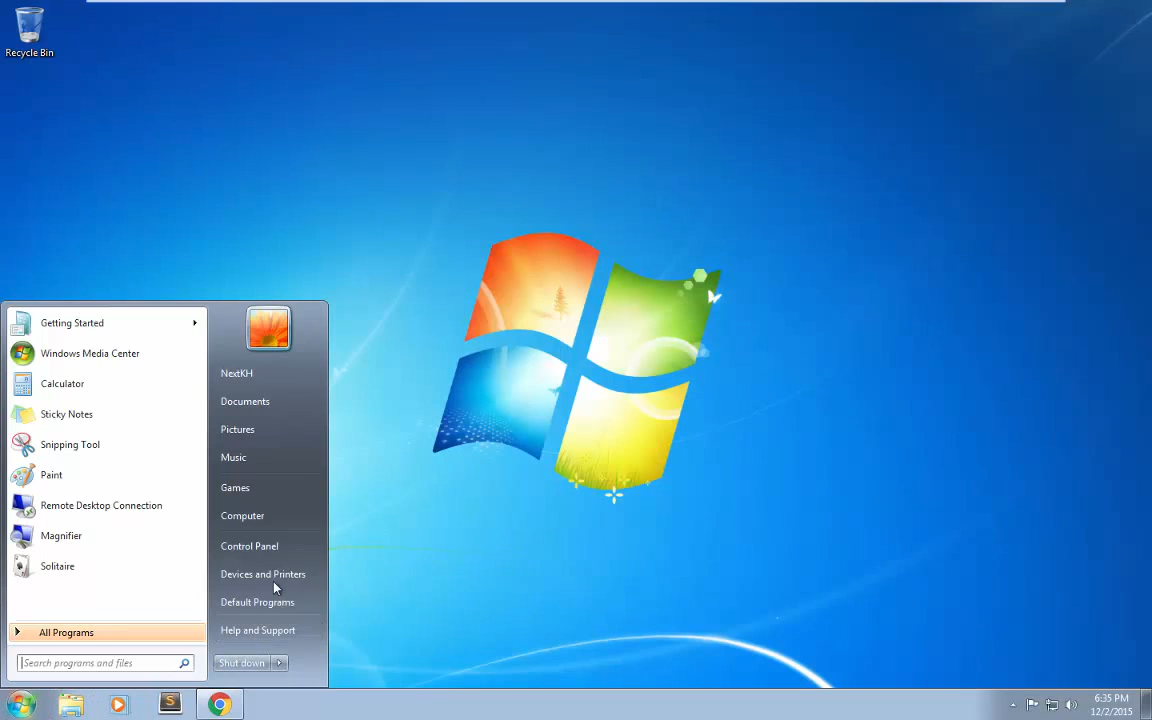 Recycle Bin
Getting Started
Windows Media Center
Calculator
Sticky Notes
Snipping Tool
Paint
Remote Desktop Connection
Magnifier
Solitaire
All Programs
Search programs and files
NextKH
Documents
Pictures
Music
Games
Computer
Control Panel
Devices and Printers
Default Programs
Help and Support
Shut down
S
6:35 PM
12/2/2015